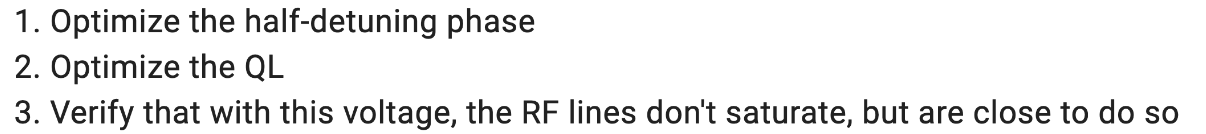 1. Optimize the half-detuning phase
2. Optimize the QL
3. Verify that with this voltage, the RF lines don't saturate, but are close to do so